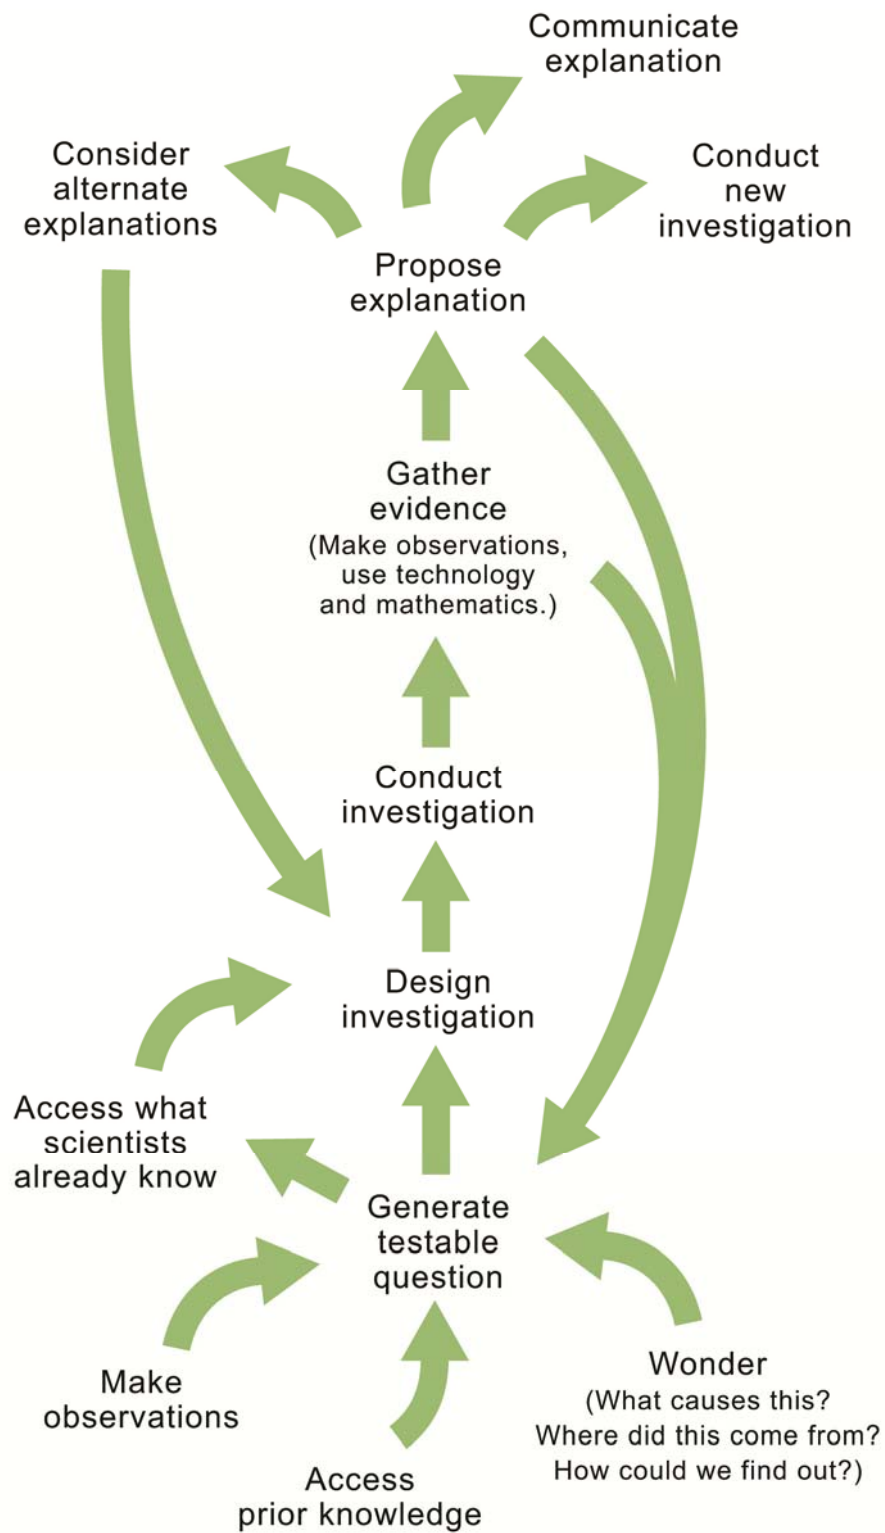 Communicate
explanation
Consider
alternate
explanations
Conduct
new
investigation
Propose
explanation
Gather
evidence
(Make observations,
use technology
and mathematics.)
Conduct
investigation
Design
investigation
Access what
scientists
already know
Generate
testable
question
Make
observations
Wonder
(What causes this?
Where did this come from?
How could we find out?)
Access
prior knowledge